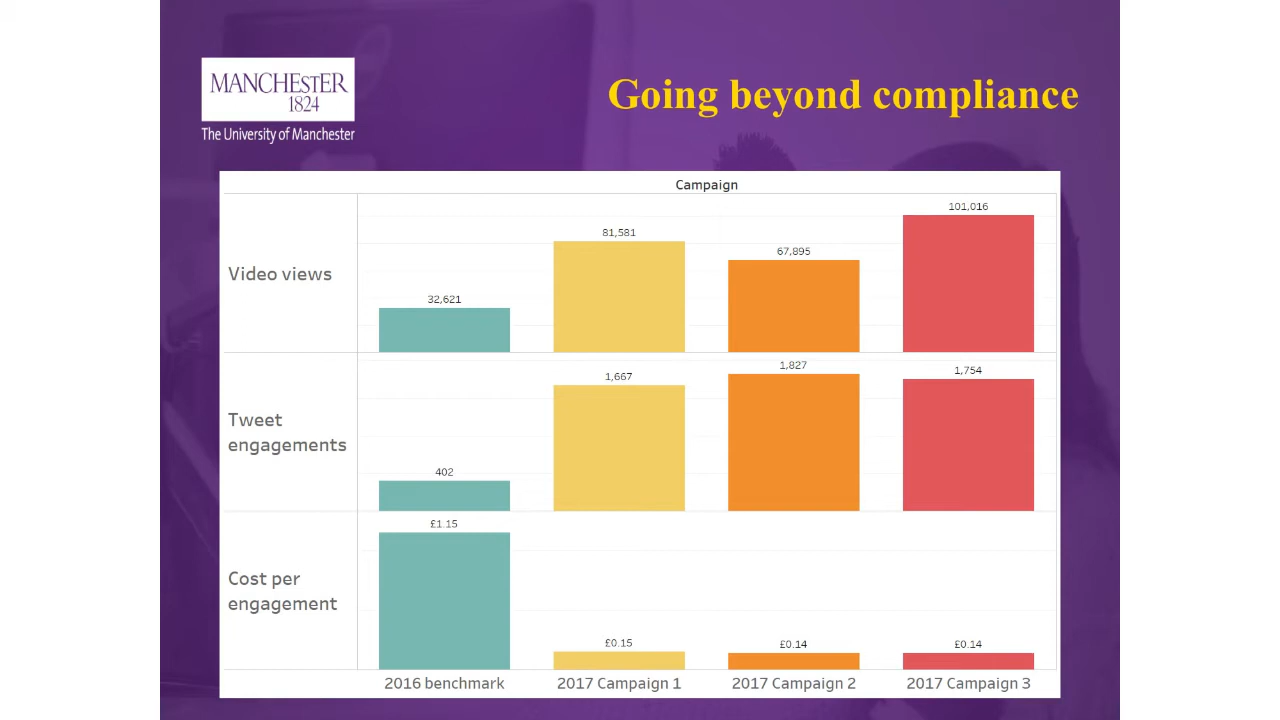 MANCHESTER
1824
The University of Manchester
Going beyond compliance
Campaign
Video views
32,621
81,581
67,895
101,016
Tweet
engagements
402
1,667
1,827
1,754
Cost per
engagement
£1.15
£0.15
£0.14
£0.14
2016 benchmark
2017 Campaign 1
2017 Campaign 2
2017 Campaign 3